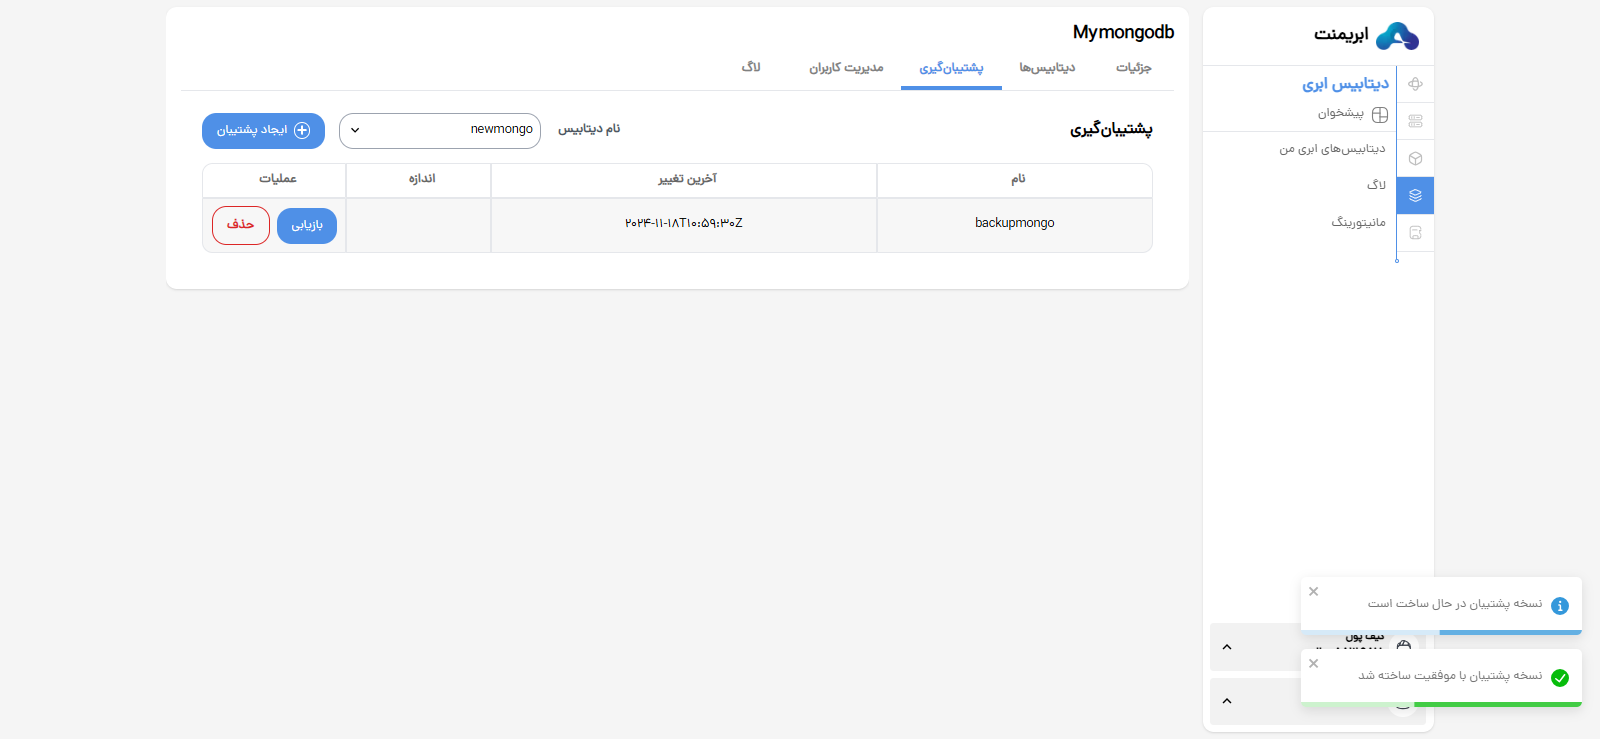 ابریمنت
دیتابیس ابری
پیشخوان
دیتابیس‌های ابری من
لاگ
مانیتورینگ
Mymongodb
جزئیات
دیتابیس‌ها
پشتیبان‌گیری
مدیریت کاربران
لاگ
پشتیبان‌گیری
نام دیتابیس
newmongo
ایجاد پشتیبان
نام
آخرین تغییر
اندازه
عملیات
backupmongo
۲۰۲۴-۱۱-۱۸T۱۰:۵۹:۳۰Z
بازیابی
حذف
نسخه پشتیبان در حال ساخت است
کیف پول
نسخه پشتیبان با موفقیت ساخته شد